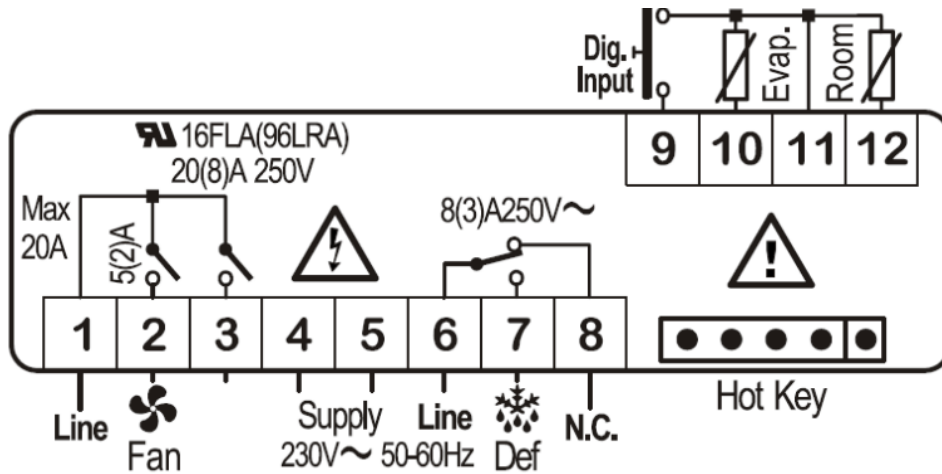 Dig.
Input
Evap.
Room
9 10 11 12
16FLA(96LRA)
20(8)A 250V
Max
20A
5(2)A
8(3)A250V~
1 2 3 4 5 6 7 8
Line
Fan
Supply
230V~ 50-60Hz
Line
Def
N.C.
Hot Key